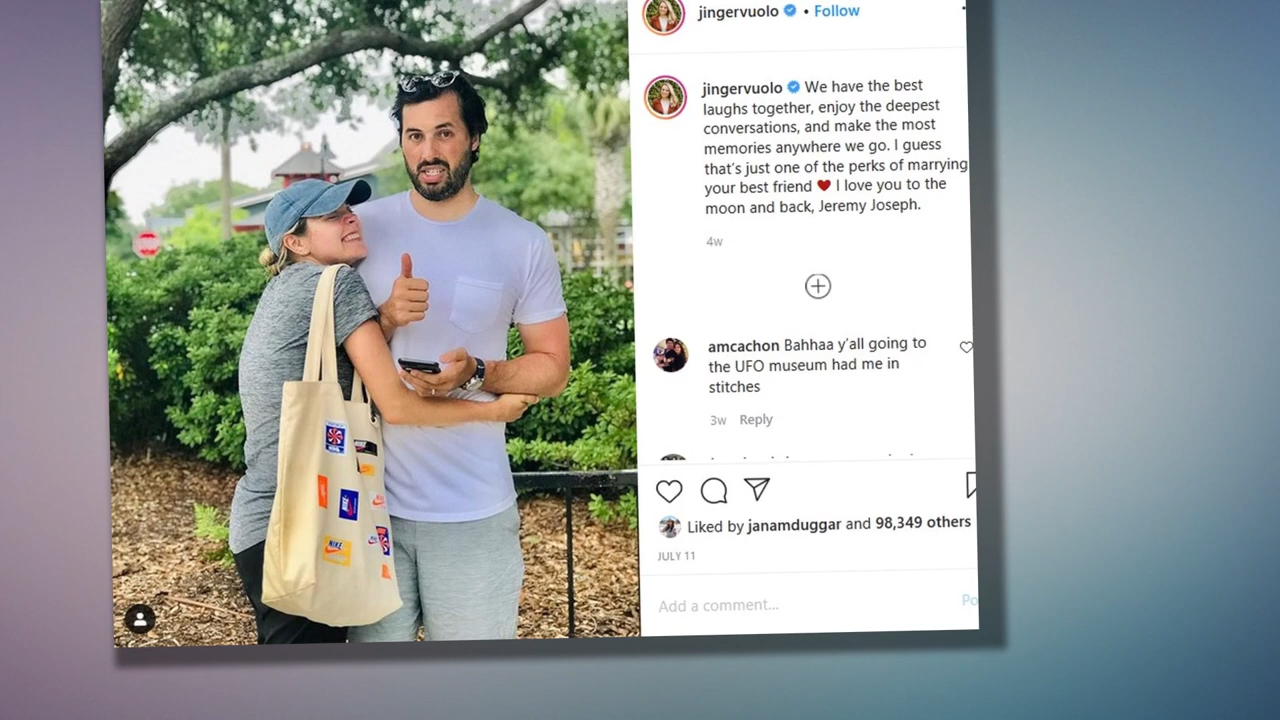 jingervuolo • Follow
jingervuolo We have the best
laughs together, enjoy the deepest
conversations, and make the most
memories anywhere we go. I guess
that's just one of the perks of marrying
your best friend ❤ I love you to the
moon and back, Jeremy Joseph.
4w
amcachon Bahhaa y'all going to
the UFO museum had me in
stitches
3w Reply
Liked by janamduggar and 98,349 others
JULY 11
Add a comment...
Po
NIKE
NIKE